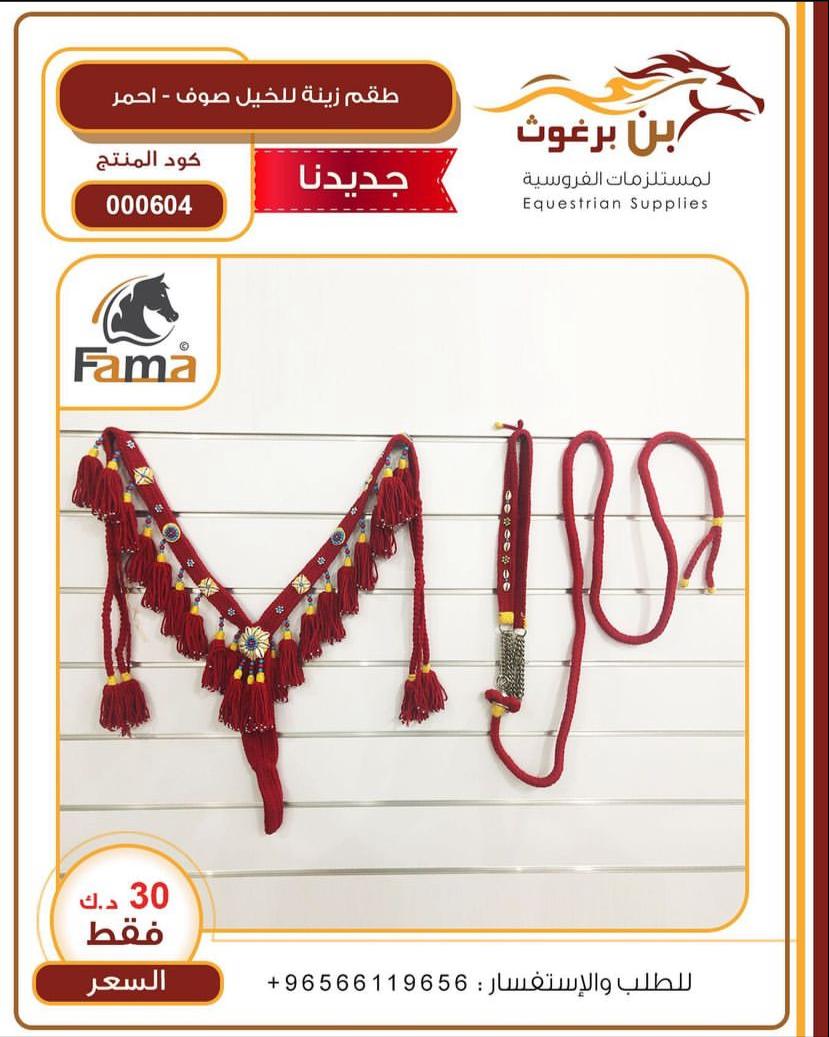 طقم زينة للخيل صوف - احمر
كود المنتج
000604
جديدنا
بن برغوث
لمستلزمات الفروسية
Equestrian Supplies
Fama©
30 د.ك
فقط
السعر
للطلب والإستفسار : 96566119656+